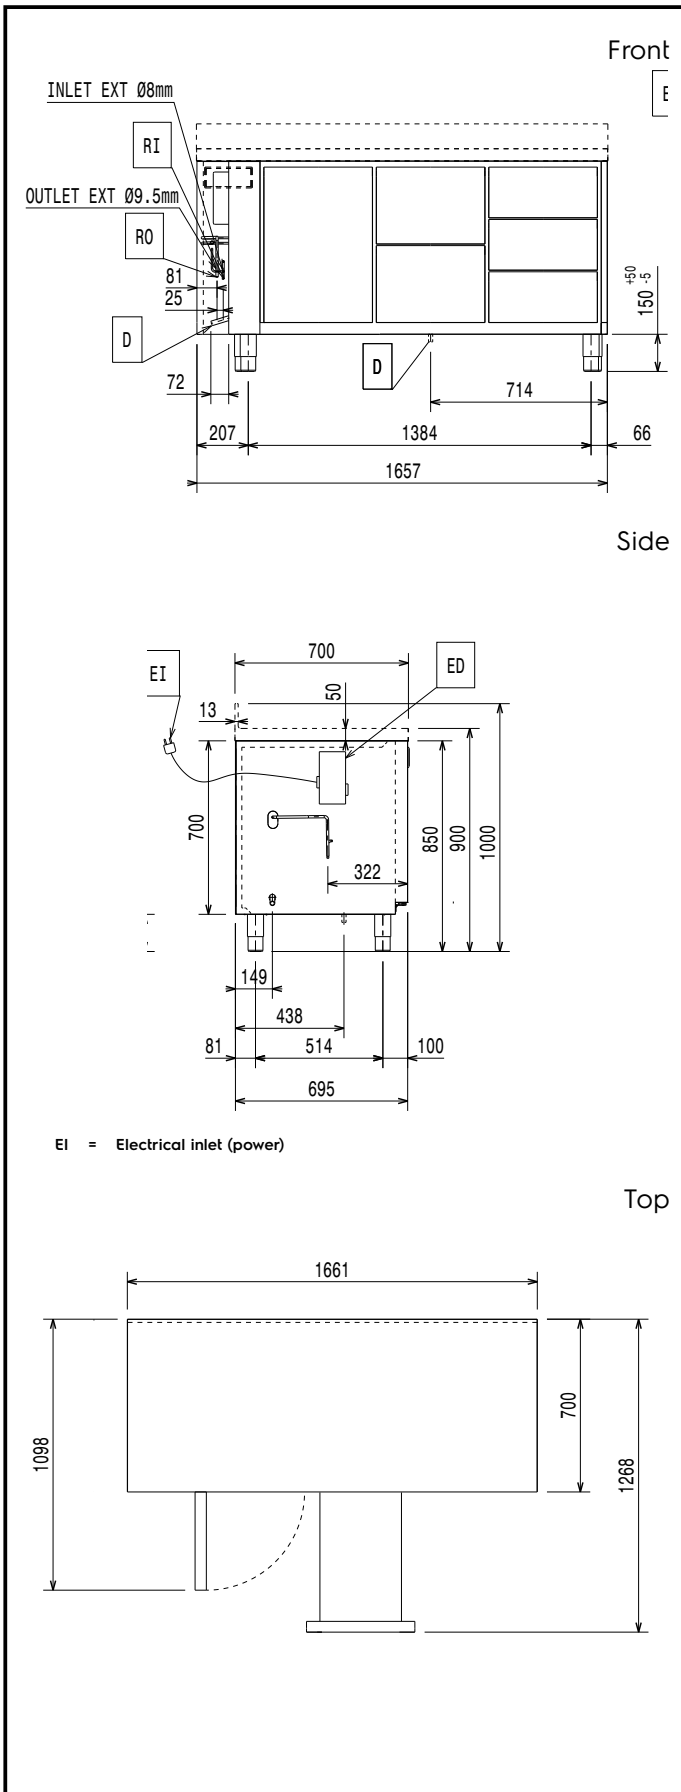 Front
INLET EXT Ø8mm
E
RI
OUTLET EXT Ø9.5mm
RO
81
25
+50
150 -5
D
D
72
714
207
1384
66
1657
Side
700
EI
50
ED
13
700
850
900
1000
322
149
438
81
514
100
695
EI = Electrical inlet (power)
Top
1661
1098
700
1268